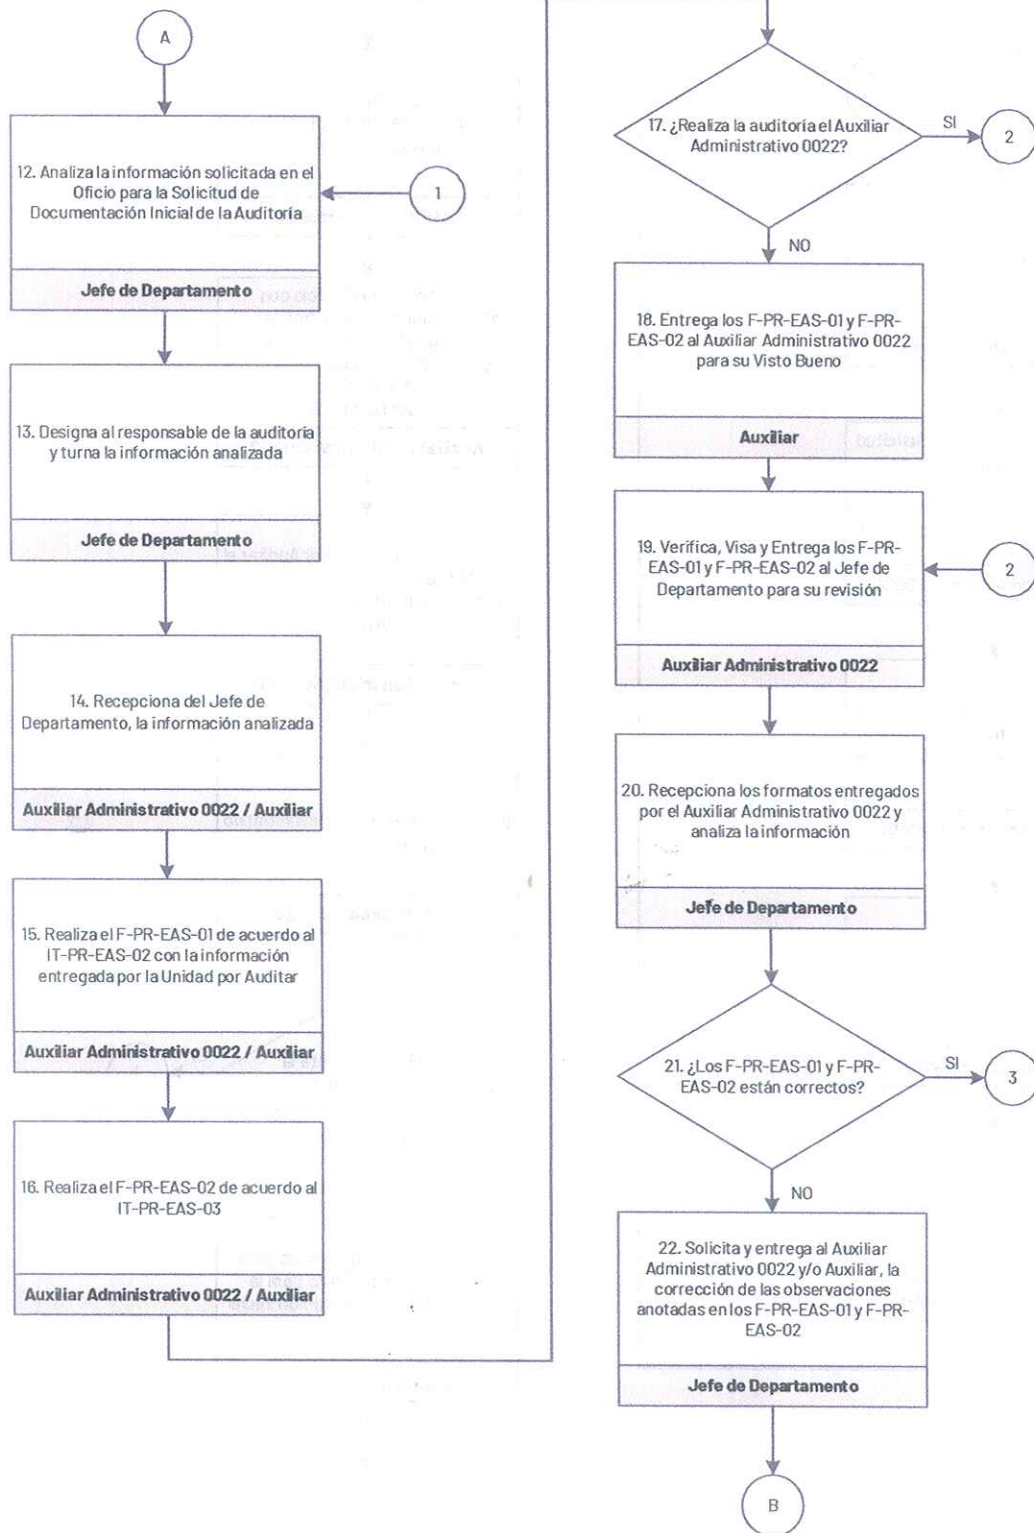 A
12. Analiza la información solicitada en el
Oficio para la Solicitud de
Documentación Inicial de la Auditoría
1
Jefe de Departamento
13. Designa al responsable de la auditoría
y turna la información analizada
Jefe de Departamento
14. Recepciona del Jefe de
Departamento, la información analizada
Auxiliar Administrativo 0022 / Auxiliar
15. Realiza el F-PR-EAS-01 de acuerdo al
IT-PR-EAS-02 con la información
entregada por la Unidad por Auditar
Auxiliar Administrativo 0022 / Auxiliar
16. Realiza el F-PR-EAS-02 de acuerdo al
IT-PR-EAS-03
Auxiliar Administrativo 0022 / Auxiliar
17. ¿Realiza la auditoría el Auxiliar
Administrativo 0022?
SI
2
NO
18. Entrega los F-PR-EAS-01 y F-PR-
EAS-02 al Auxiliar Administrativo 0022
para su Visto Bueno
Auxiliar
19. Verifica, Visa y Entrega los F-PR-
EAS-01 y F-PR-EAS-02 al Jefe de
Departamento para su revisión
2
Auxiliar Administrativo 0022
20. Recepciona los formatos entregados
por el Auxiliar Administrativo 0022 y
analiza la información
Jefe de Departamento
21. ¿Los F-PR-EAS-01 y F-PR-
EAS-02 están correctos?
SI
3
NO
22. Solicita y entrega al Auxiliar
Administrativo 0022 y/o Auxiliar, la
corrección de las observaciones
anotadas en los F-PR-EAS-01 y F-PR-
EAS-02
Jefe de Departamento
B